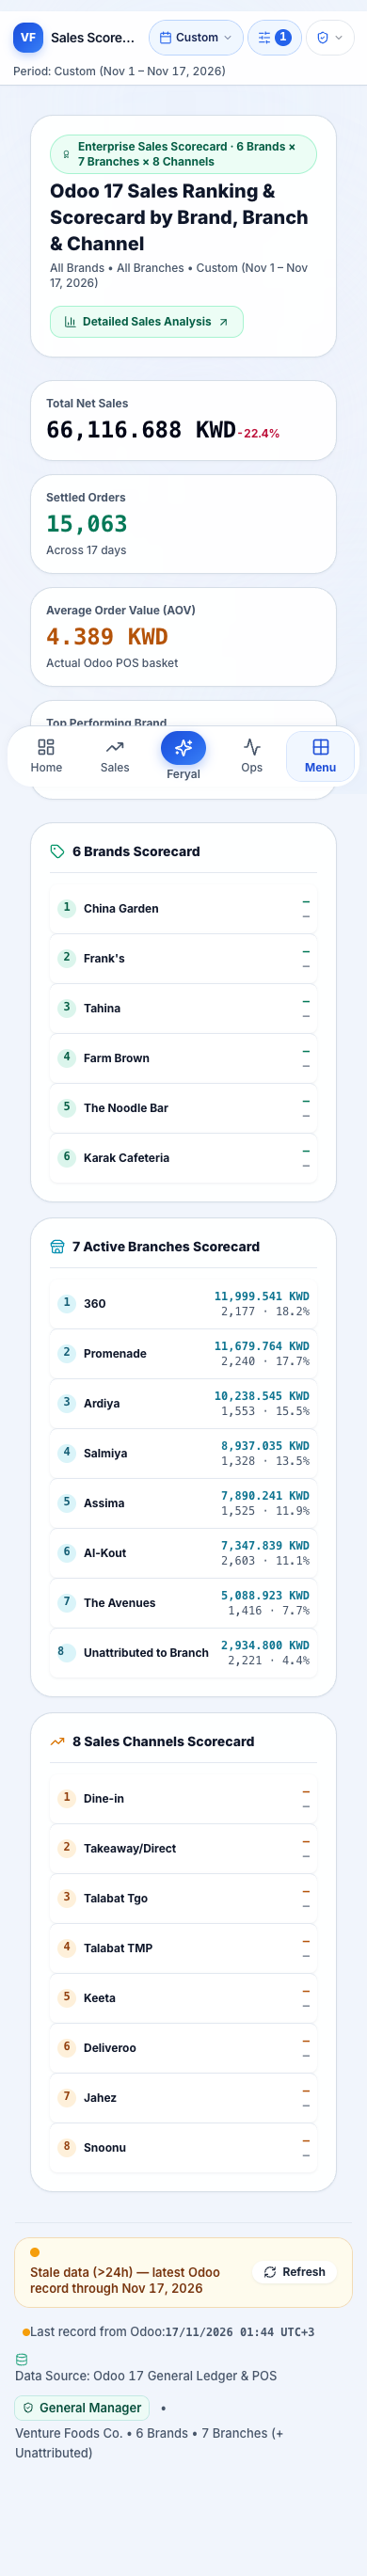 VF Sales Score... Custom 1
Period: Custom (Nov 1 – Nov 17, 2026)
Enterprise Sales Scorecard · 6 Brands ×
7 Branches × 8 Channels
Odoo 17 Sales Ranking &
Scorecard by Brand, Branch
& Channel
All Brands • All Branches • Custom (Nov 1 – Nov
17, 2026)
Detailed Sales Analysis
Total Net Sales
66,116.688 KWD -22.4%
Settled Orders
15,063
Across 17 days
Average Order Value (AOV)
4.389 KWD
Actual Odoo POS basket
Top Performing Brand
Home Sales Feryal Ops Menu
6 Brands Scorecard
1 China Garden —
—
2 Frank's —
—
3 Tahina —
—
4 Farm Brown —
—
5 The Noodle Bar —
—
6 Karak Cafeteria —
—
7 Active Branches Scorecard
1 360 11,999.541 KWD
2,177 · 18.2%
2 Promenade 11,679.764 KWD
2,240 · 17.7%
3 Ardiya 10,238.545 KWD
1,553 · 15.5%
4 Salmiya 8,937.035 KWD
1,328 · 13.5%
5 Assima 7,890.241 KWD
1,525 · 11.9%
6 Al-Kout 7,347.839 KWD
2,603 · 11.1%
7 The Avenues 5,088.923 KWD
1,416 · 7.7%
8 Unattributed to Branch 2,934.800 KWD
2,221 · 4.4%
8 Sales Channels Scorecard
1 Dine-in —
—
2 Takeaway/Direct —
—
3 Talabat Tgo —
—
4 Talabat TMP —
—
5 Keeta —
—
6 Deliveroo —
—
7 Jahez —
—
8 Snoonu —
—
Stale data (>24h) — latest Odoo
record through Nov 17, 2026
Refresh
Last record from Odoo:17/11/2026 01:44 UTC+3
Data Source: Odoo 17 General Ledger & POS
General Manager •
Venture Foods Co. • 6 Brands • 7 Branches (+
Unattributed)